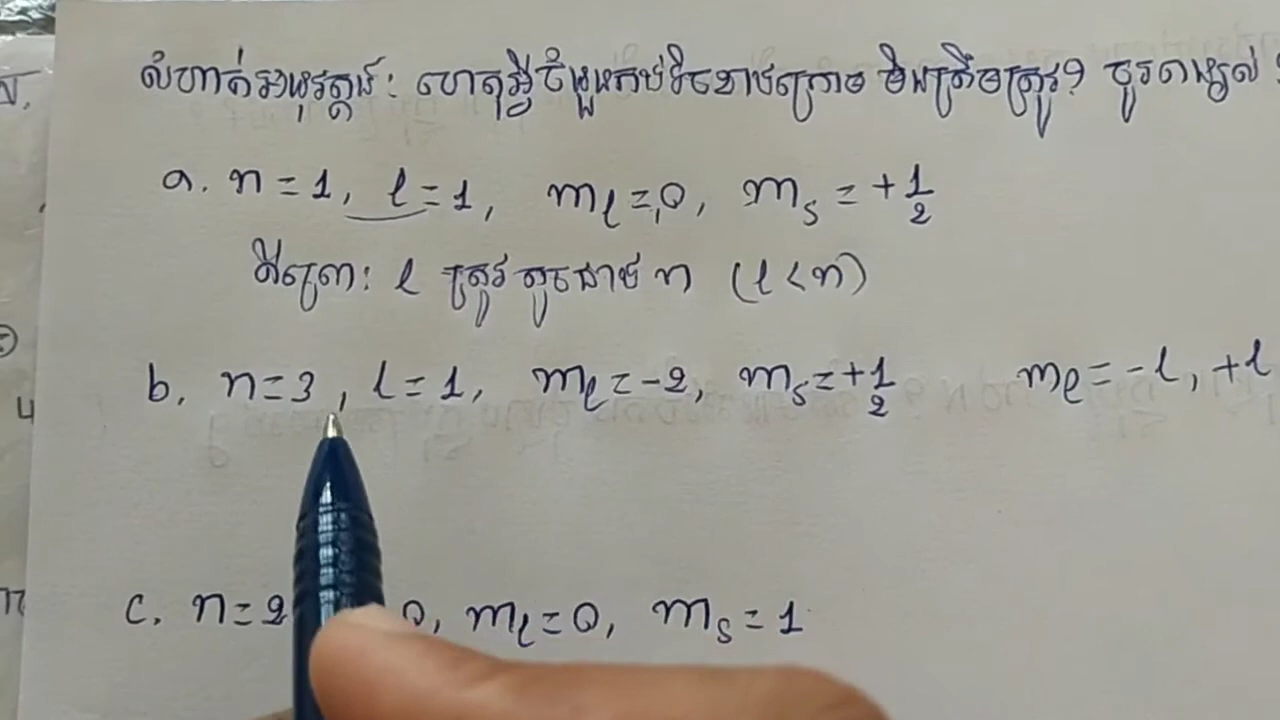 លំហាត់អនុវត្តន៍: ហេតុអ្វីចំនួនកង់ទិចខាងក្រោម មិនត្រឹមត្រូវ? ចូរពន្យល់
a. n = 1, l = 1, mₗ = 0, mₛ = +1/2
ពីព្រោះ l ត្រូវតូចជាង n (l < n)
b. n = 3, l = 1, mₗ = -2, mₛ = +1/2 mₗ = -l, +l
c. n = 2 0, mₗ = 0, mₛ = 1